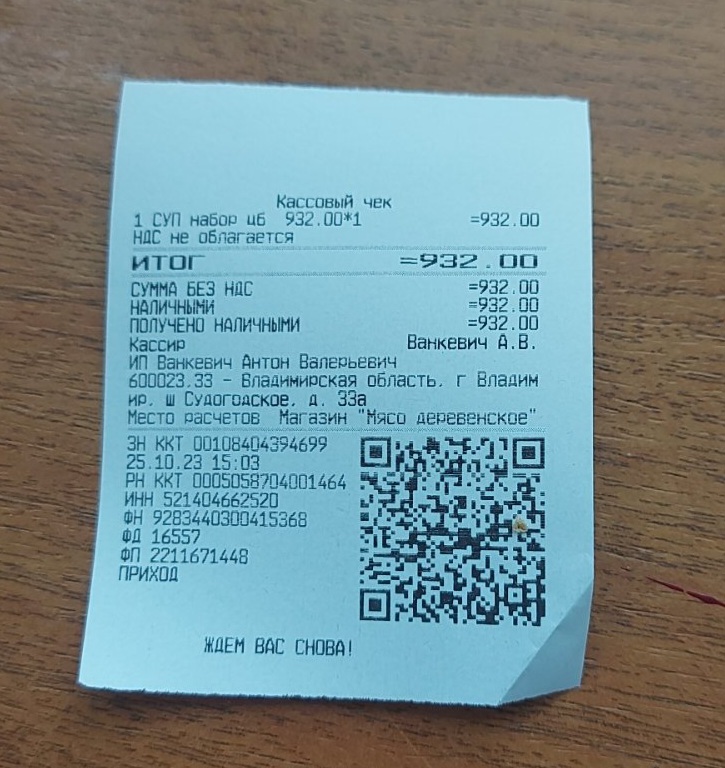 Кассовый чек
1 СУП набор цб 932.00*1 =932.00
НДС не облагается
ИТОГ =932.00
СУММА БЕЗ НДС =932.00
НАЛИЧНЫМИ =932.00
ПОЛУЧЕНО НАЛИЧНЫМИ =932.00
Кассир Ванкевич А.В.
ИП Ванкевич Антон Валерьевич
600023.33 - Владимирская область, г Владим
ир, ш Судогодское, д. 33а
Место расчетов Магазин "Мясо деревенское"
ЗН ККТ 00108404394699
25.10.23 15:03
РН ККТ 0005058704001464
ИНН 521404662520
ФН 9283440300415368
ФД 16557
ФП 2211671448
ПРИХОД
ЖДЕМ ВАС СНОВА!